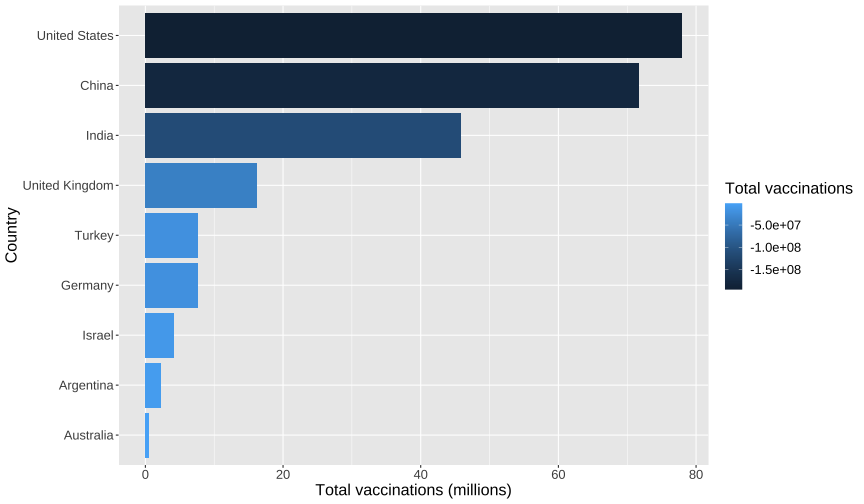 United States
China
India
United Kingdom
Turkey
Germany
Israel
Argentina
Australia
Country
0 20 40 60 80
Total vaccinations (millions)
Total vaccinations
-5.0e+07
-1.0e+08
-1.5e+08